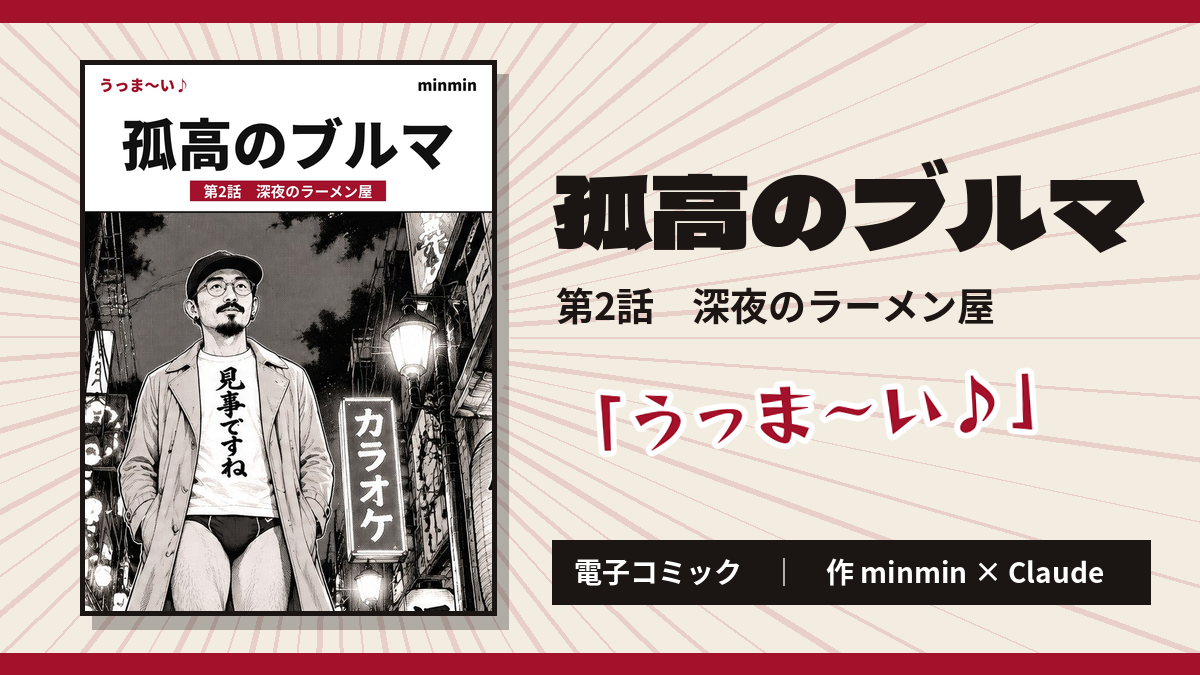 うっま〜い♪
minmin
孤高のブルマ
第2話　深夜のラーメン屋
見事ですね
カラオケ
孤高のブルマ
第2話　深夜のラーメン屋
「うっま〜い♪」
電子コミック　｜　作 minmin × Claude